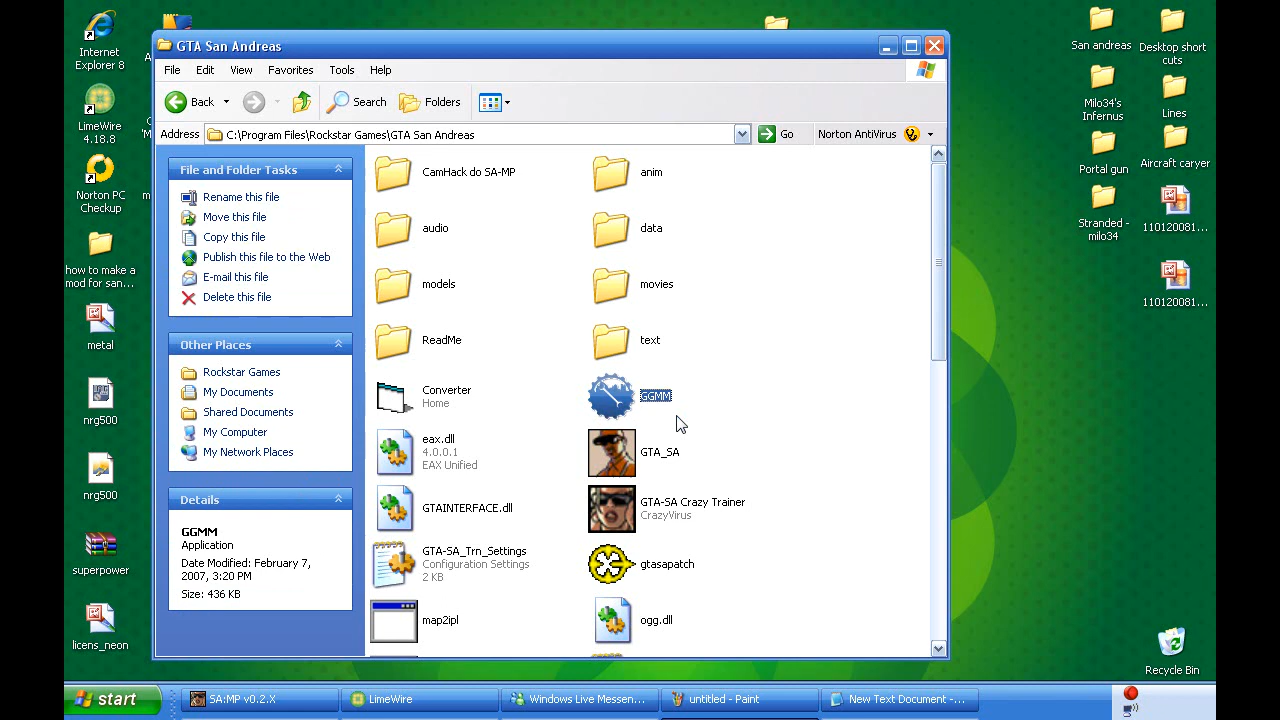 Internet
Explorer 8
LimeWire
4.18.8
Norton PC
Checkup
how to make a
mod for san...
metal
nrg500
nrg500
superpower
licens_neon
GTA San Andreas
File Edit View Favorites Tools Help
Back Search Folders
Address C:\Program Files\Rockstar Games\GTA San Andreas Go Norton AntiVirus
File and Folder Tasks
Rename this file
Move this file
Copy this file
Publish this file to the Web
E-mail this file
Delete this file
Other Places
Rockstar Games
My Documents
Shared Documents
My Computer
My Network Places
Details
GGMM
Application
Date Modified: February 7,
2007, 3:20 PM
Size: 436 KB
CamHack do SA-MP
anim
audio
data
models
movies
ReadMe
text
Converter
Home
GGMM
eax.dll
4.0.0.1
EAX Unified
GTA_SA
GTAINTERFACE.dll
GTA-SA Crazy Trainer
CrazyVirus
GTA-SA_Trn_Settings
Configuration Settings
2 KB
gtasapatch
map2ipl
ogg.dll
San andreas
Desktop short
cuts
Milo34's
Infernus
Lines
Portal gun
Aircraft caryer
Stranded -
milo34
110120081...
110120081...
Recycle Bin
start
SA:MP v0.2.X
LimeWire
Windows Live Messen...
untitled - Paint
New Text Document -...